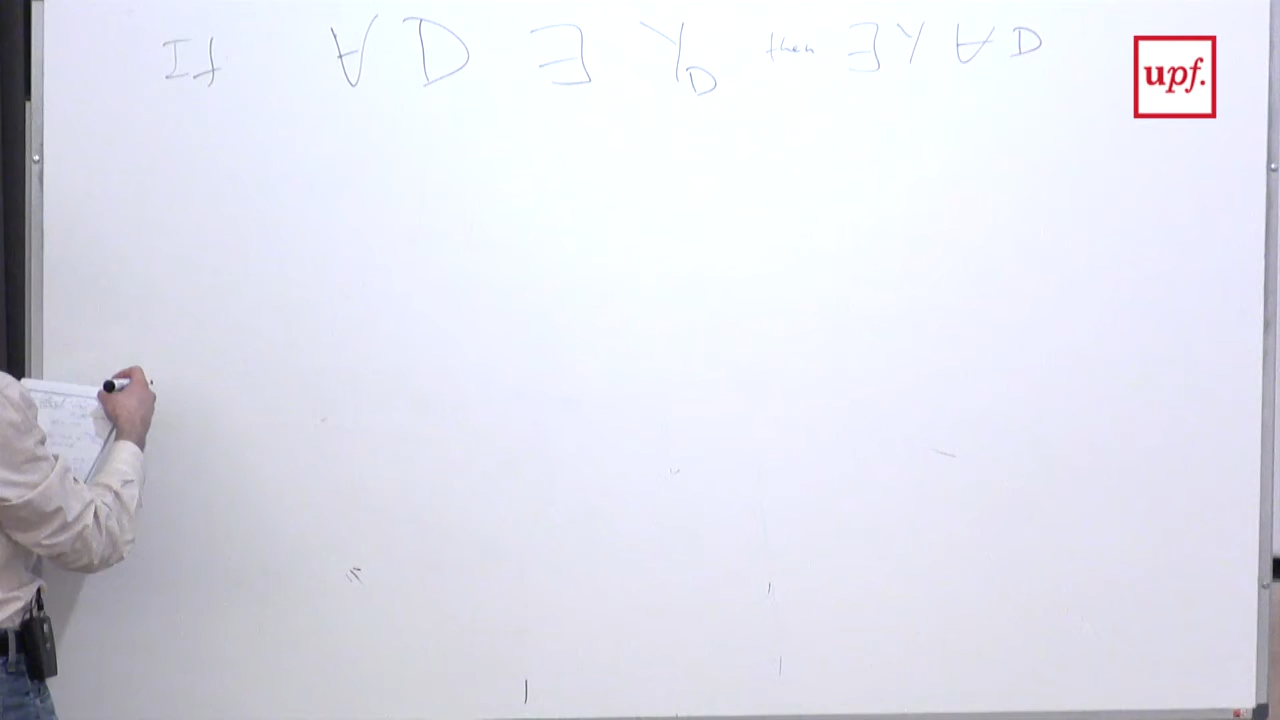 If ∀ D ∃ Y_D then ∃ Y ∀ D
upf.